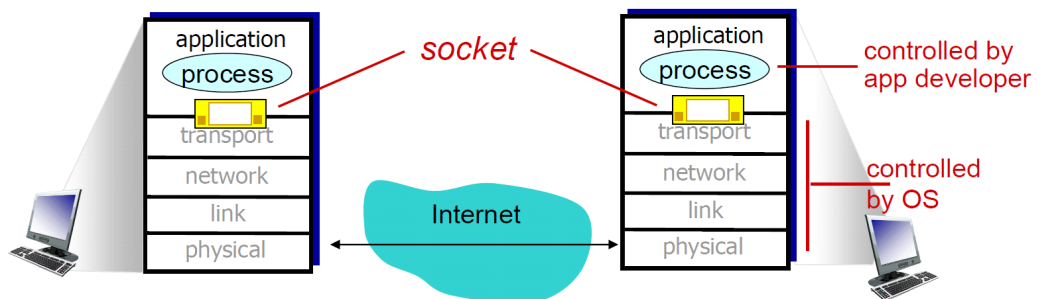 application
process
transport
network
link
physical
socket
Internet
application
process
transport
network
link
physical
controlled by
app developer
controlled
by OS